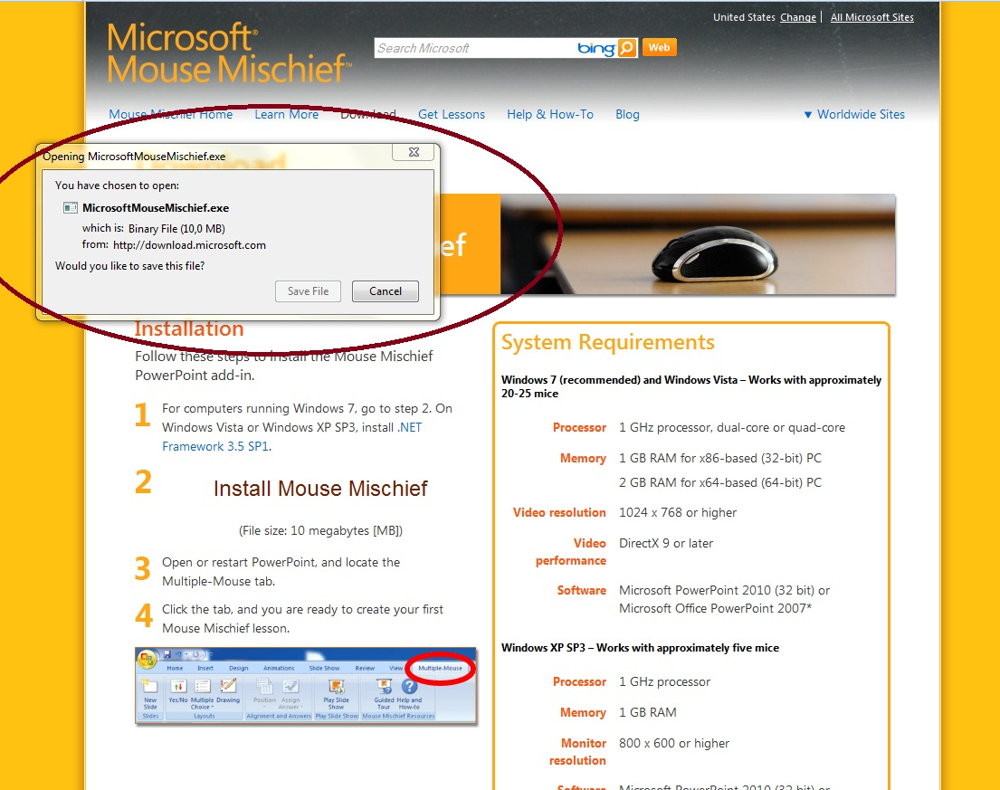 United States Change | All Microsoft Sites
Microsoft®
Mouse Mischief™
Search Microsoft bing Web
Mouse Mischief Home Learn More Download Get Lessons Help & How-To Blog ▼ Worldwide Sites
Download
Opening MicrosoftMouseMischief.exe
You have chosen to open:
MicrosoftMouseMischief.exe
which is: Binary File (10,0 MB)
from: http://download.microsoft.com
Would you like to save this file?
Save File Cancel
ef
Installation
Follow these steps to install the Mouse Mischief
PowerPoint add-in.
1 For computers running Windows 7, go to step 2. On
Windows Vista or Windows XP SP3, install .NET
Framework 3.5 SP1.
2 Install Mouse Mischief
(File size: 10 megabytes [MB])
3 Open or restart PowerPoint, and locate the
Multiple-Mouse tab.
4 Click the tab, and you are ready to create your first
Mouse Mischief lesson.
Home Insert Design Animations Slide Show Review View Multiple-Mouse
New Slide Yes/No Multiple Choice Drawing Position Assign Answer Play Slide Show Guided Tour Help and How-to
Slides Layouts Alignment and Answers Play Slide Show Mouse Mischief Resources
System Requirements
Windows 7 (recommended) and Windows Vista – Works with approximately
20-25 mice
Processor 1 GHz processor, dual-core or quad-core
Memory 1 GB RAM for x86-based (32-bit) PC
2 GB RAM for x64-based (64-bit) PC
Video resolution 1024 x 768 or higher
Video
performance DirectX 9 or later
Software Microsoft PowerPoint 2010 (32 bit) or
Microsoft Office PowerPoint 2007*
Windows XP SP3 – Works with approximately five mice
Processor 1 GHz processor
Memory 1 GB RAM
Monitor
resolution 800 x 600 or higher
Software Microsoft PowerPoint 2010 (32 bit) or